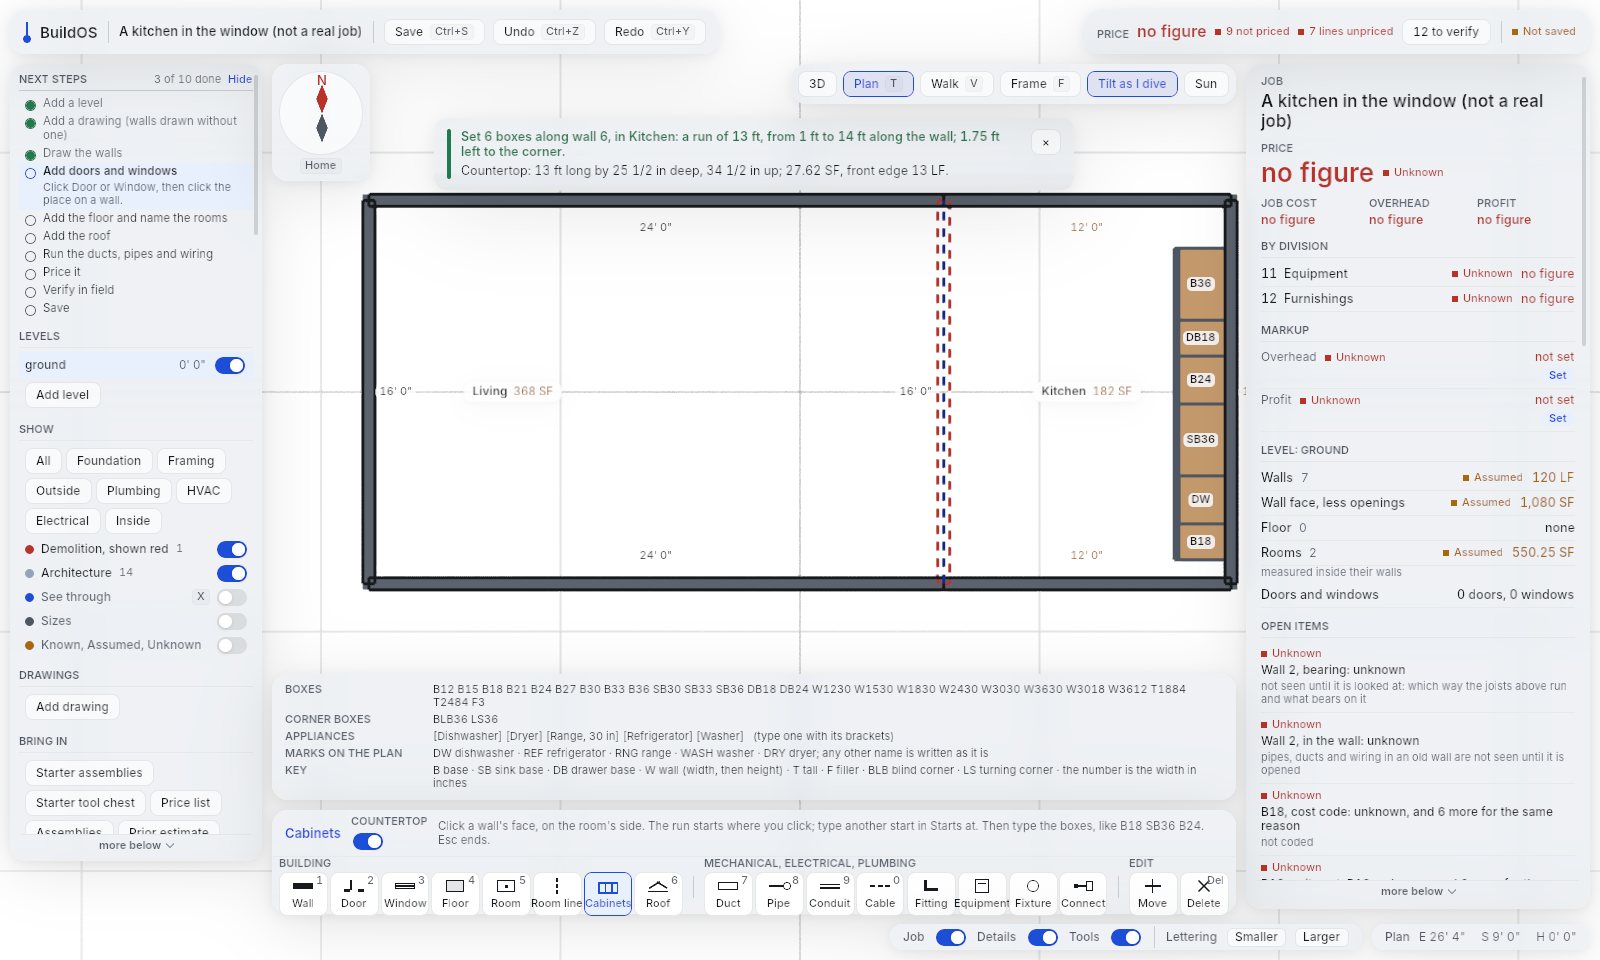 BuildOS
A kitchen in the window (not a real job)
Save Ctrl+S
Undo Ctrl+Z
Redo Ctrl+Y
PRICE no figure 9 not priced 7 lines unpriced
12 to verify
Not saved
NEXT STEPS 3 of 10 done Hide
Add a level
Add a drawing (walls drawn without
one)
Draw the walls
Add doors and windows
Click Door or Window, then click the
place on a wall.
Add the floor and name the rooms
Add the roof
Run the ducts, pipes and wiring
Price it
Verify in field
Save
LEVELS
ground 0' 0"
Add level
SHOW
All Foundation Framing
Outside Plumbing HVAC
Electrical Inside
Demolition, shown red 1
Architecture 14
See through X
Sizes
Known, Assumed, Unknown
DRAWINGS
Add drawing
BRING IN
Starter assemblies
Starter tool chest Price list
Assemblies Prior estimate
more below
N
Home
3D Plan T Walk V Frame F Tilt as I dive Sun
Set 6 boxes along wall 6, in Kitchen: a run of 13 ft, from 1 ft to 14 ft along the wall; 1.75 ft
left to the corner.
Countertop: 13 ft long by 25 1/2 in deep, 34 1/2 in up; 27.62 SF, front edge 13 LF.
×
24' 0" 12' 0"
B36
DB18
B24
16' 0" Living 368 SF 16' 0" Kitchen 182 SF
SB36
DW
B18
24' 0" 12' 0"
BOXES B12 B15 B18 B21 B24 B27 B30 B33 B36 SB30 SB33 SB36 DB18 DB24 W1230 W1530 W1830 W2430 W3030 W3630 W3018 W3612 T1884
T2484 F3
CORNER BOXES BLB36 LS36
APPLIANCES [Dishwasher] [Dryer] [Range, 30 in] [Refrigerator] [Washer] (type one with its brackets)
MARKS ON THE PLAN DW dishwasher · REF refrigerator · RNG range · WASH washer · DRY dryer; any other name is written as it is
KEY B base · SB sink base · DB drawer base · W wall (width, then height) · T tall · F filler · BLB blind corner · LS turning corner · the number is the width in
inches
Cabinets COUNTERTOP
Click a wall's face, on the room's side. The run starts where you click; type another start in Starts at. Then type the boxes, like B18 SB36 B24.
Esc ends.
BUILDING MECHANICAL, ELECTRICAL, PLUMBING EDIT
1 2 3 4 5 6 7 8 9 0 Del
Wall Door Window Floor Room Room line Cabinets Roof Duct Pipe Conduit Cable Fitting Equipment Fixture Connect Move Delete
Job Details Tools Lettering Smaller Larger
Plan E 26' 4" S 9' 0" H 0' 0"
JOB
A kitchen in the window (not a real
job)
PRICE
no figure Unknown
JOB COST OVERHEAD PROFIT
no figure no figure no figure
BY DIVISION
11 Equipment Unknown no figure
12 Furnishings Unknown no figure
MARKUP
Overhead Unknown not set
Set
Profit Unknown not set
Set
LEVEL: GROUND
Walls 7 Assumed 120 LF
Wall face, less openings Assumed 1,080 SF
Floor 0 none
Rooms 2 Assumed 550.25 SF
measured inside their walls
Doors and windows 0 doors, 0 windows
OPEN ITEMS
Unknown
Wall 2, bearing: unknown
not seen until it is looked at: which way the joists above run
and what bears on it
Unknown
Wall 2, in the wall: unknown
pipes, ducts and wiring in an old wall are not seen until it is
opened
Unknown
B18, cost code: unknown, and 6 more for the same
reason
not coded
Unknown
more below